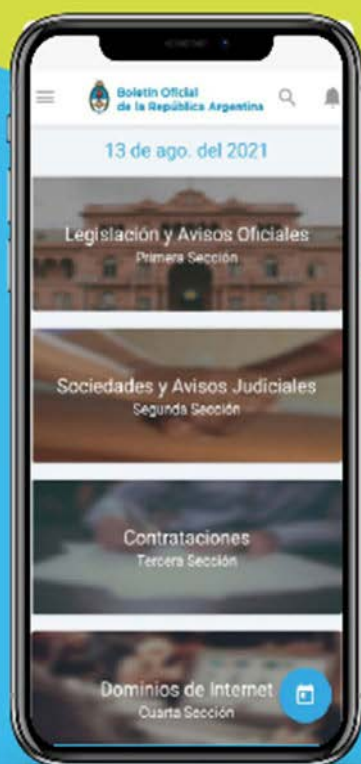 Boletín Oficial
de la República Argentina
13 de ago. del 2021
Legislación y Avisos Oficiales
Primera Sección
Sociedades y Avisos Judiciales
Segunda Sección
Contrataciones
Tercera Sección
Dominios de Internet
Cuarta Sección